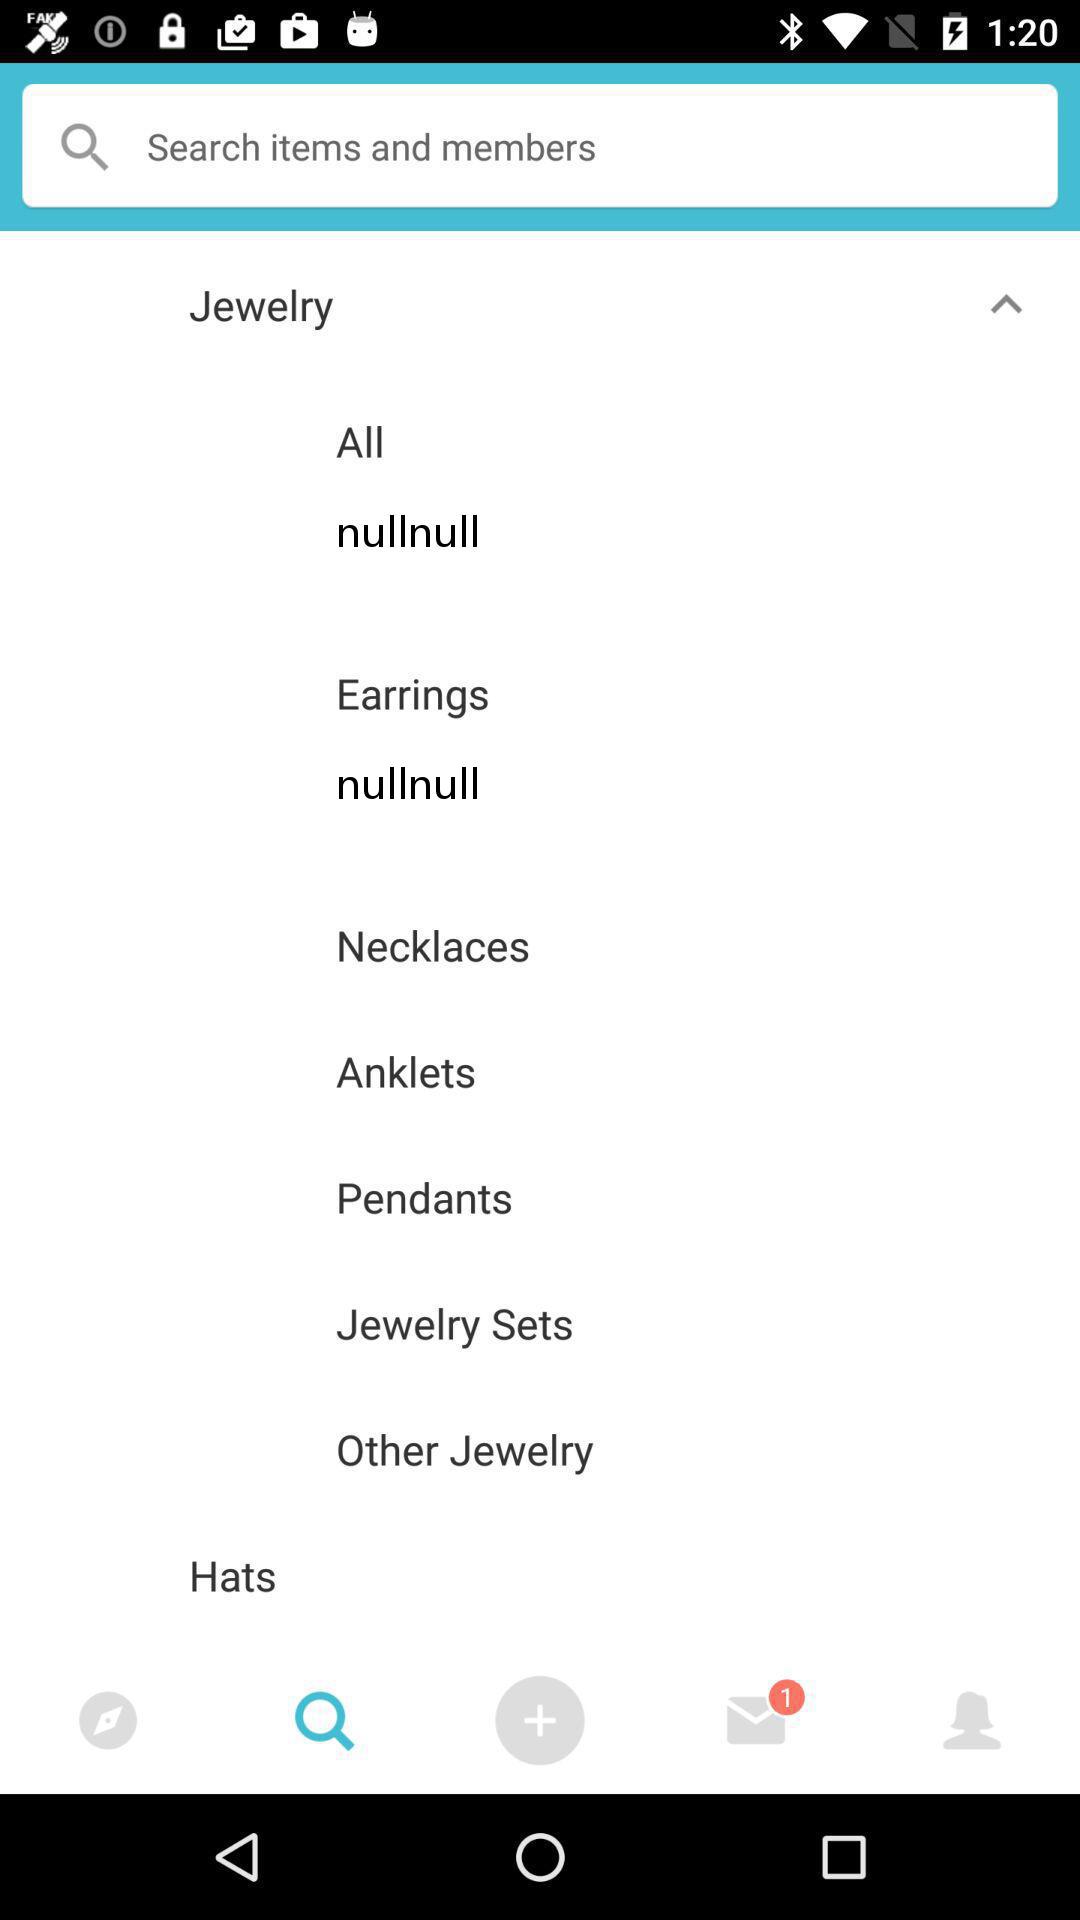 FAKE
1:20
Search items and members
Jewelry
All
nullnull
Earrings
nullnull
Necklaces
Anklets
Pendants
Jewelry Sets
Other Jewelry
Hats
1